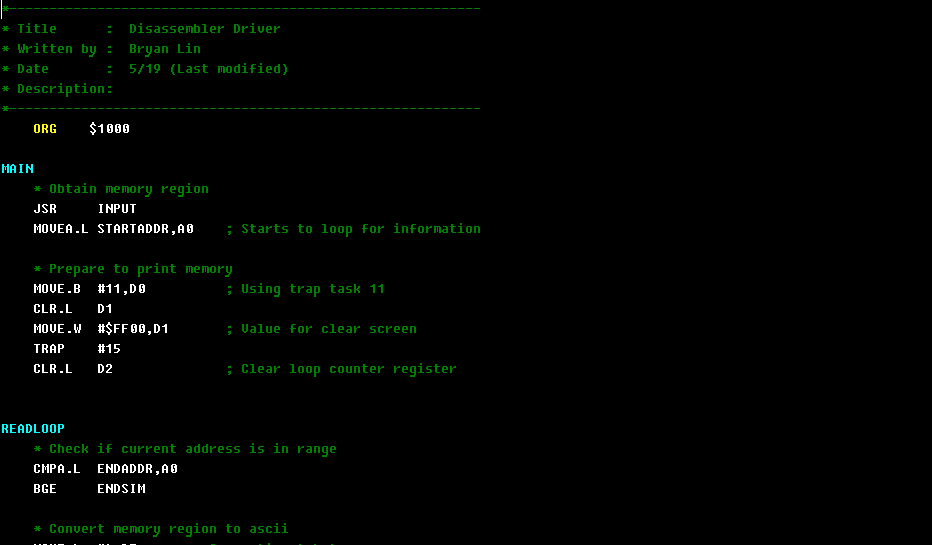 *-----------------------------------------------------------
* Title      :  Disassembler Driver
* Written by :  Bryan Lin
* Date       :  5/19 (Last modified)
* Description:
*-----------------------------------------------------------
    ORG    $1000
MAIN
    * Obtain memory region
    JSR     INPUT
    MOVEA.L STARTADDR,A0    ; Starts to loop for information
    * Prepare to print memory
    MOVE.B  #11,D0          ; Using trap task 11
    CLR.L   D1
    MOVE.W  #$FF00,D1       ; Value for clear screen
    TRAP    #15
    CLR.L   D2              ; Clear loop counter register
READLOOP
    * Check if current address is in range
    CMPA.L  ENDADDR,A0
    BGE     ENDSIM
    * Convert memory region to ascii